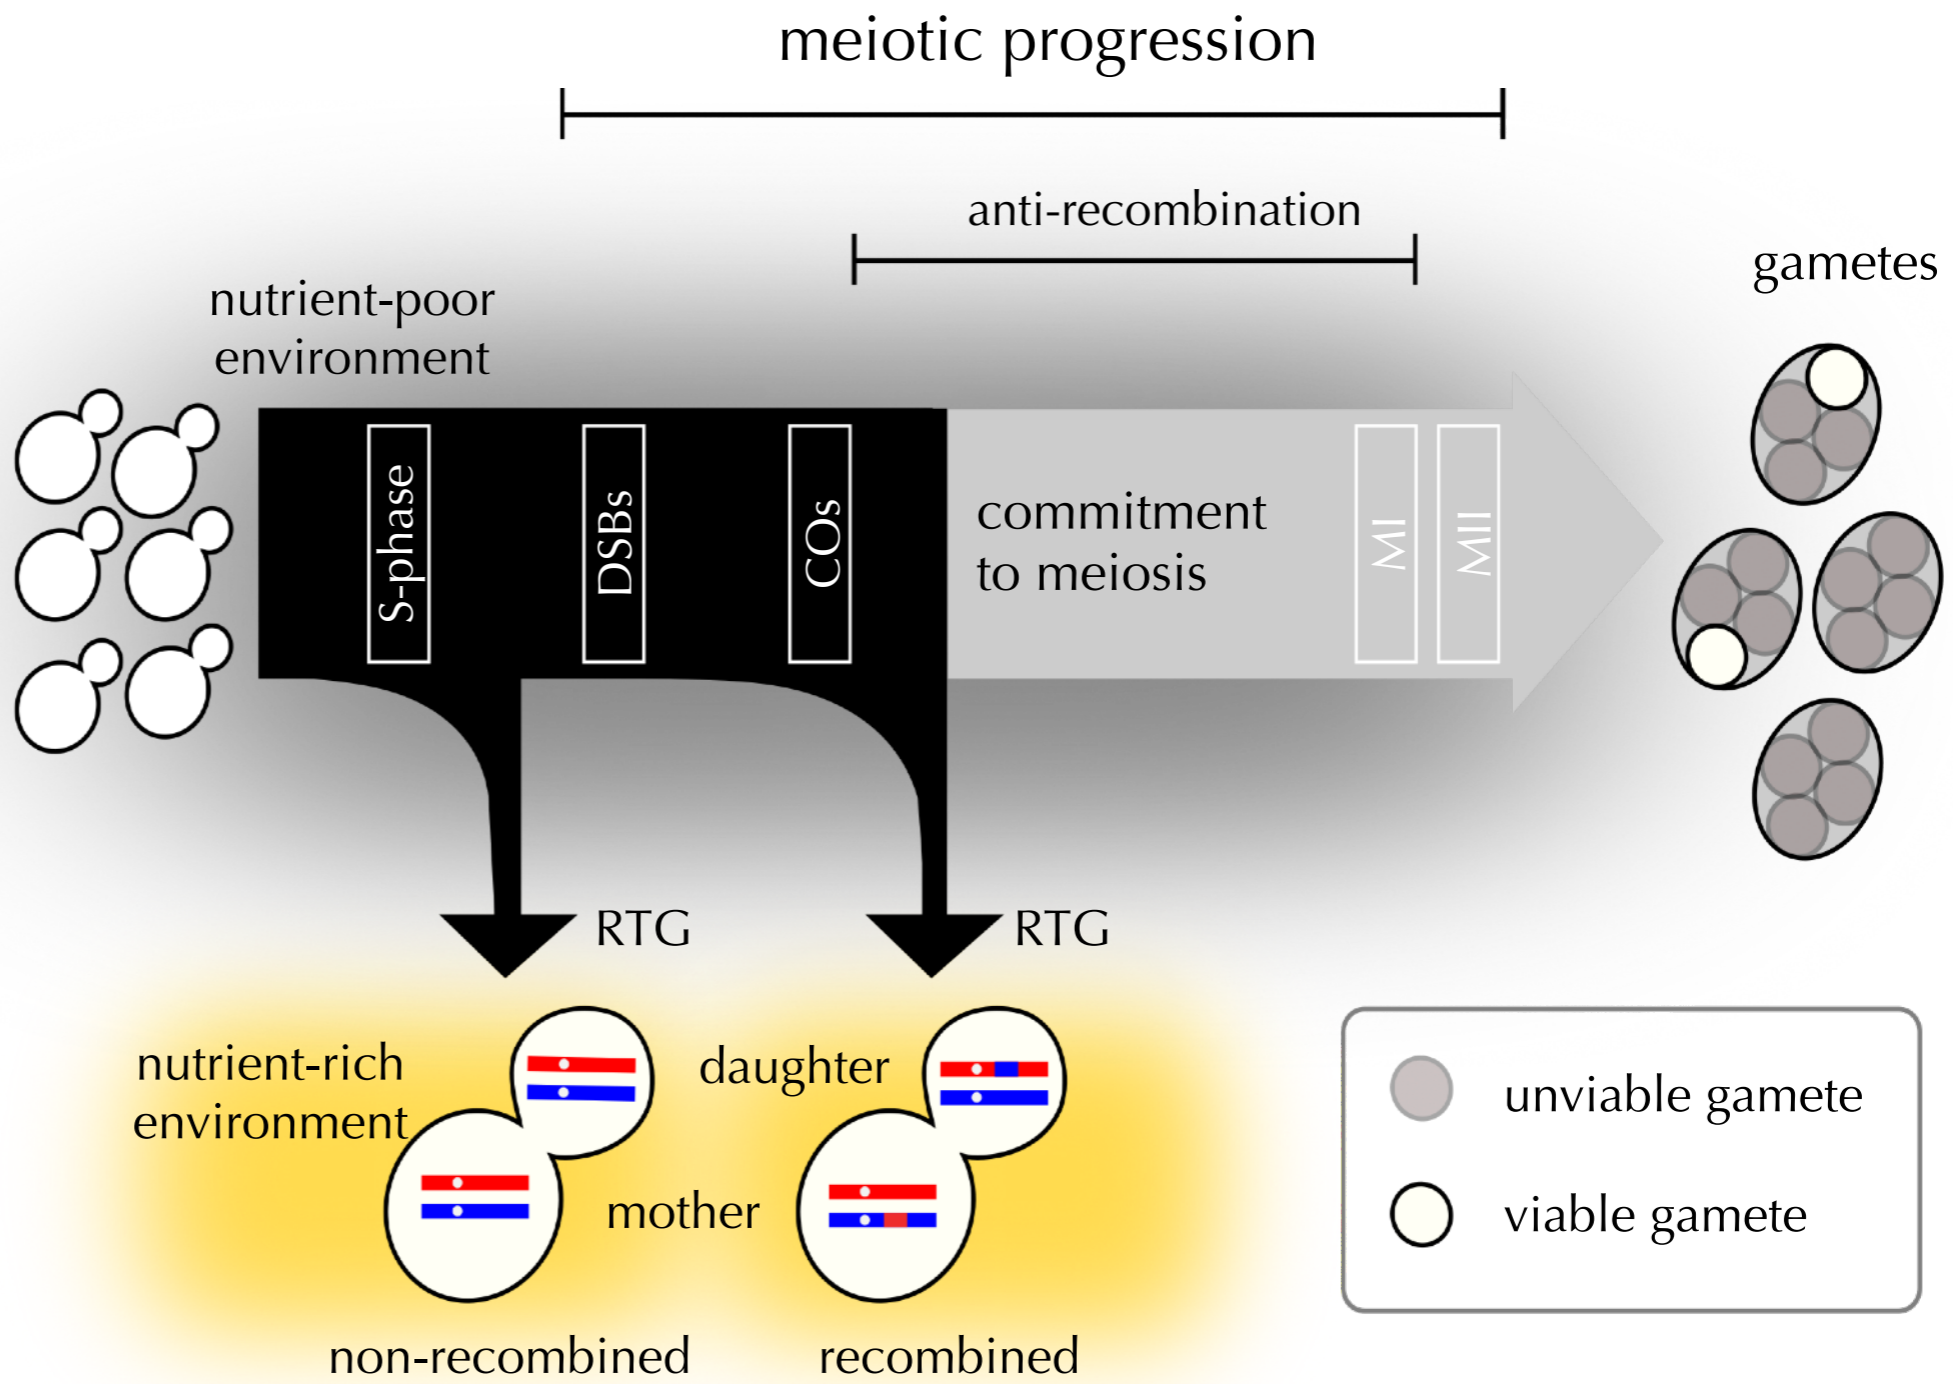 meiotic progression
anti-recombination
gametes
nutrient-poor
environment
S-phase
DSBs
COs
commitment
to meiosis
MI
MII
RTG
RTG
nutrient-rich
environment
daughter
mother
non-recombined
recombined
unviable gamete
viable gamete